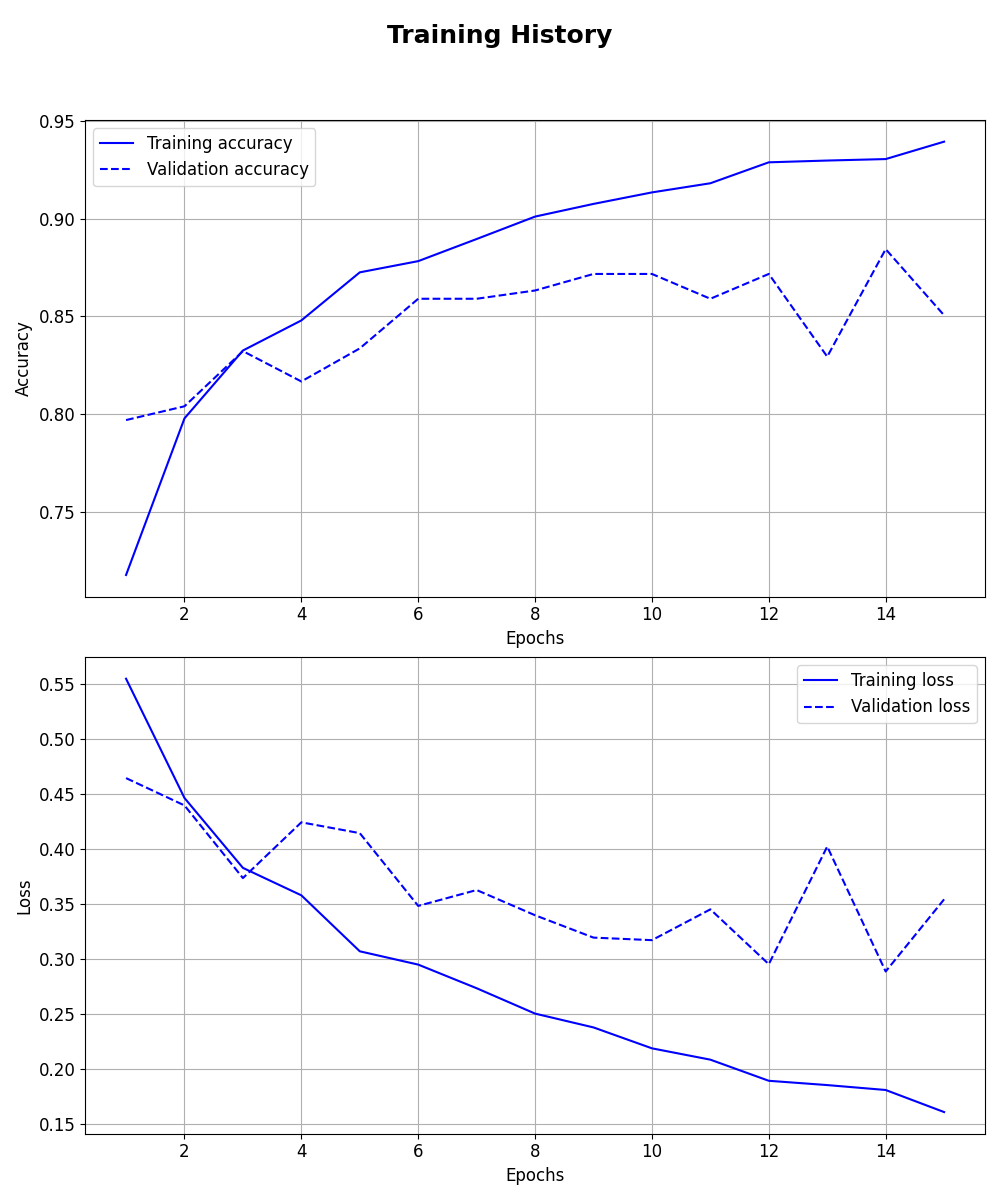 Training History
0.95
0.90
0.85
0.80
0.75
Accuracy
Training accuracy
Validation accuracy
2 4 6 8 10 12 14
Epochs
0.55
0.50
0.45
0.40
0.35
0.30
0.25
0.20
0.15
Loss
Training loss
Validation loss
2 4 6 8 10 12 14
Epochs